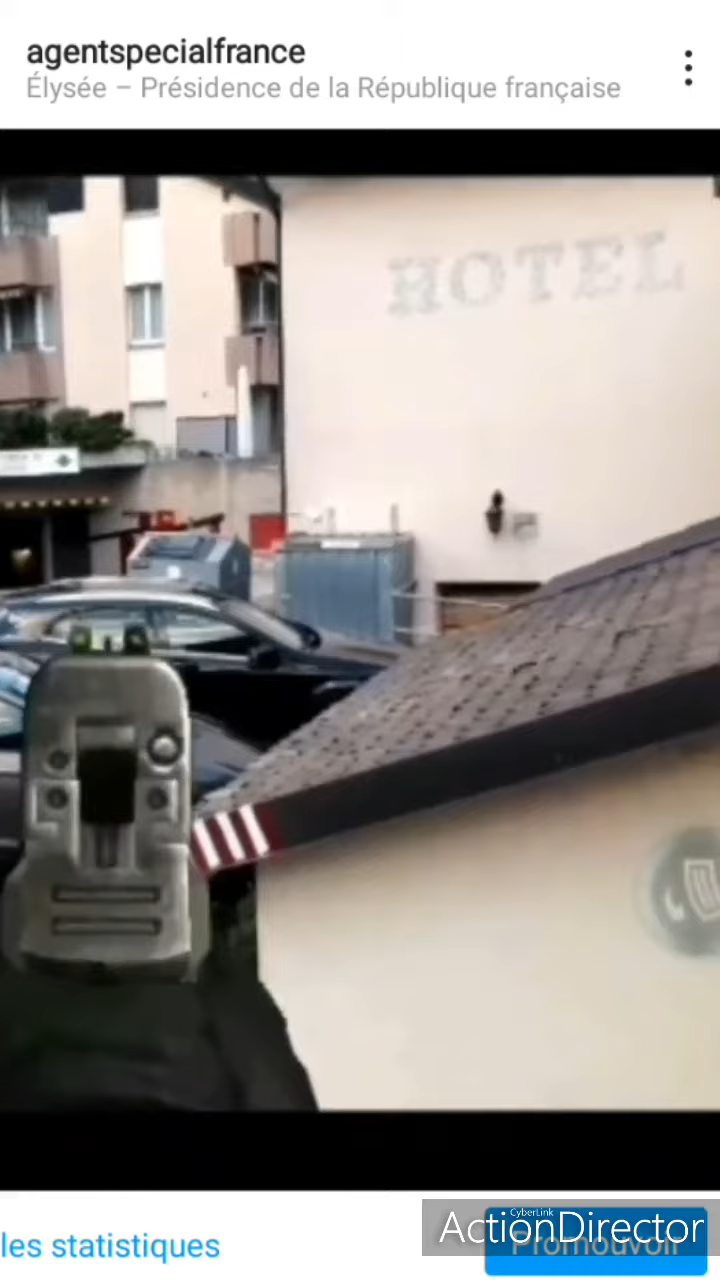 agentspecialfrance
Élysée – Présidence de la République française
HOTEL
les statistiques
CyberLink
ActionDirector
Promouvoir